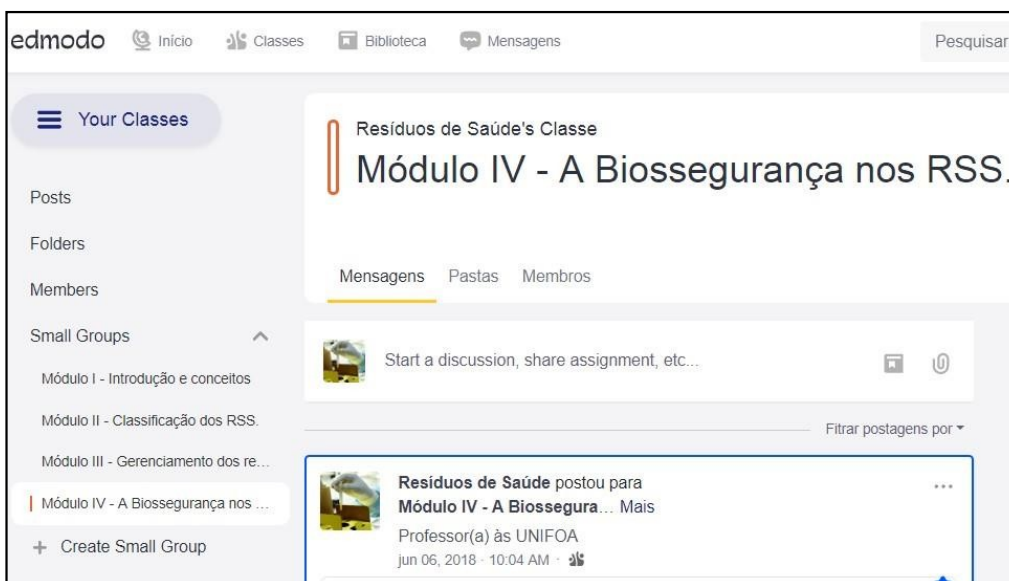 edmodo Início Classes Biblioteca Mensagens Pesquisar
Your Classes
Posts
Folders
Members
Small Groups
Módulo I - Introdução e conceitos
Módulo II - Classificação dos RSS.
Módulo III - Gerenciamento dos re...
Módulo IV - A Biossegurança nos ...
+ Create Small Group
Resíduos de Saúde's Classe
Módulo IV - A Biossegurança nos RSS.
Mensagens Pastas Membros
Start a discussion, share assignment, etc...
Fitrar postagens por
Resíduos de Saúde postou para
Módulo IV - A Biossegura... Mais
Professor(a) às UNIFOA
jun 06, 2018 · 10:04 AM ·